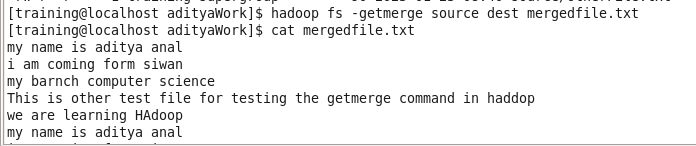 [training@localhost adityaWork]$ hadoop fs -getmerge source dest mergedfile.txt
[training@localhost adityaWork]$ cat mergedfile.txt
my name is aditya anal
i am coming form siwan
my barnch computer science
This is other test file for testing the getmerge command in haddop
we are learning HAdoop
my name is aditya anal